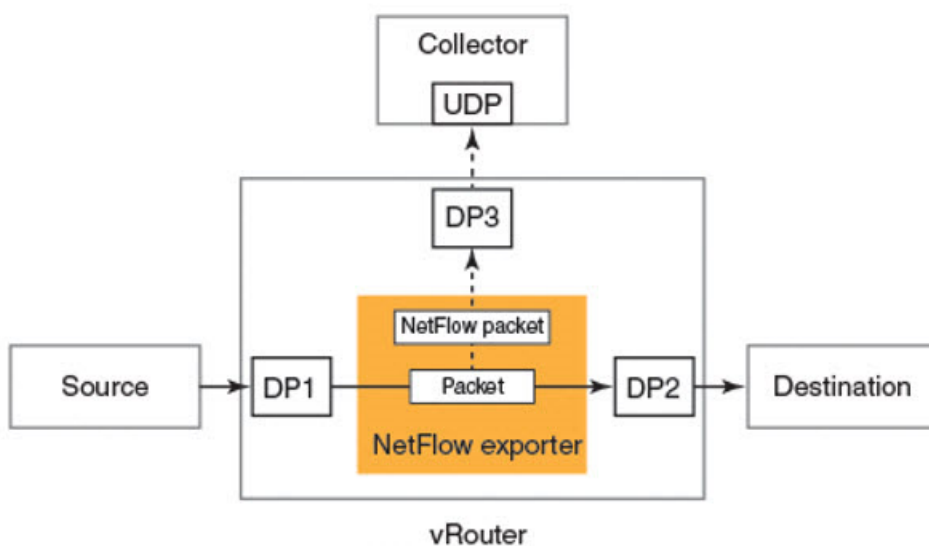 Collector
UDP
DP3
NetFlow packet
Source
DP1
Packet
DP2
Destination
NetFlow exporter
vRouter